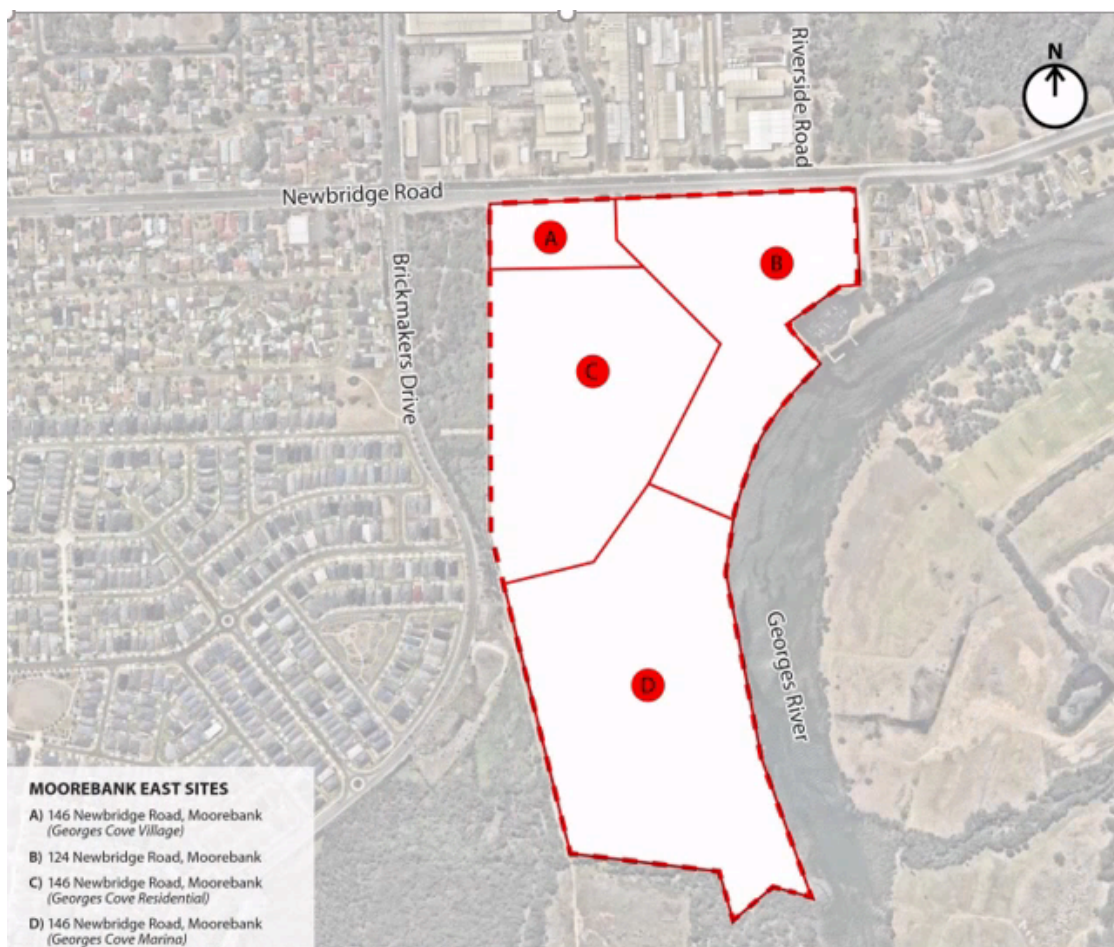 Riverside Road
N
Newbridge Road
A
B
Brickmakers Drive
C
Georges River
D
MOOREBANK EAST SITES
A) 146 Newbridge Road, Moorebank
(Georges Cove Village)
B) 124 Newbridge Road, Moorebank
C) 146 Newbridge Road, Moorebank
(Georges Cove Residential)
D) 146 Newbridge Road, Moorebank
(Georges Cove Marina)